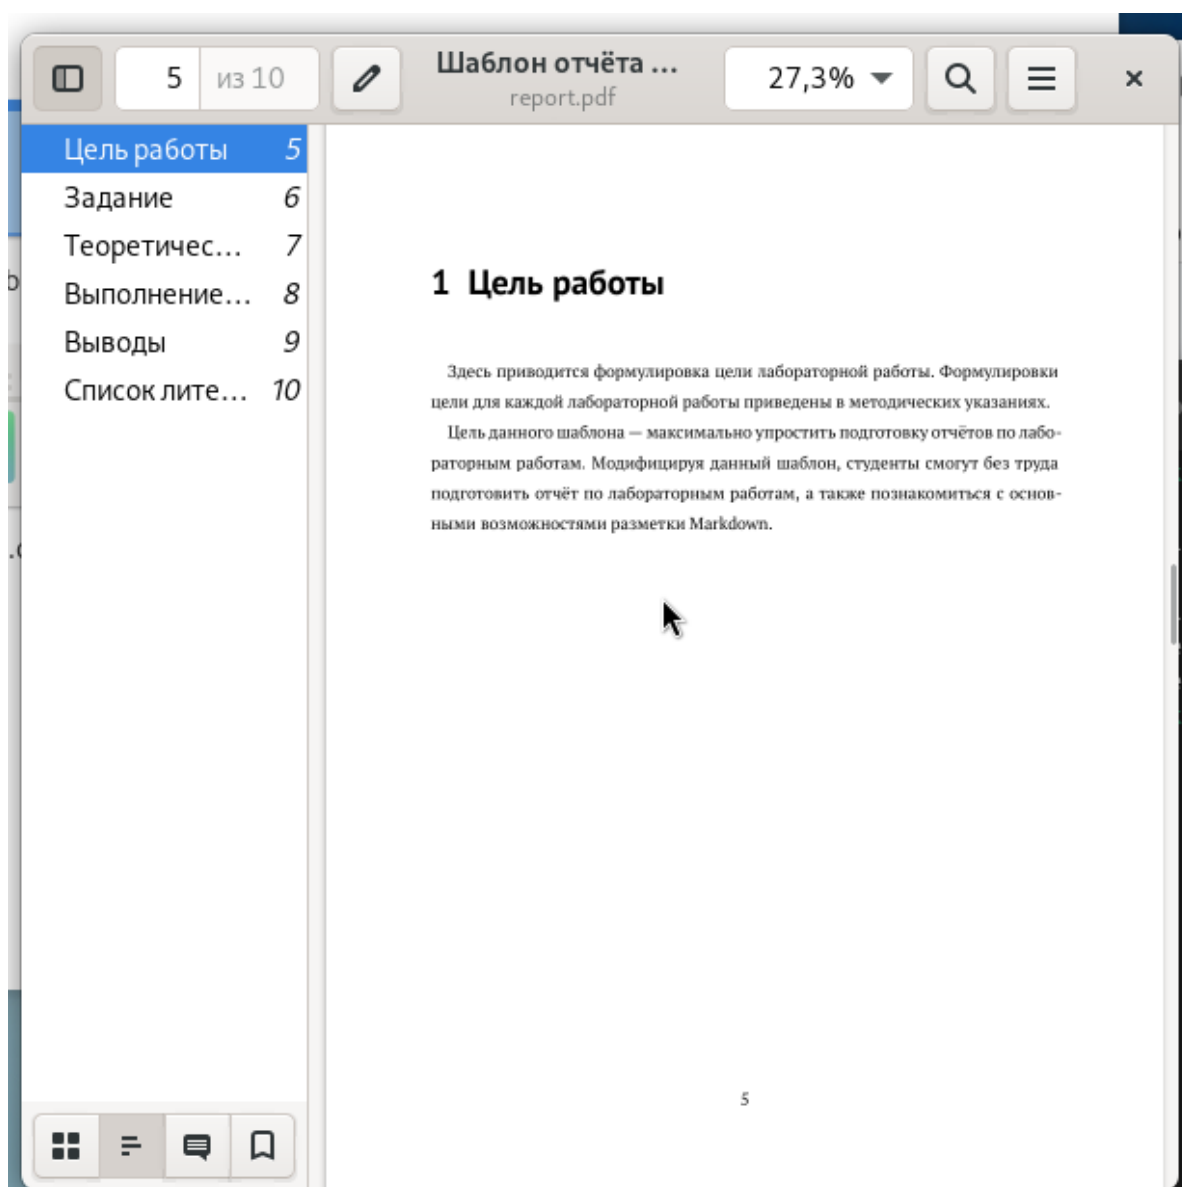 5 из 10
Шаблон отчёта ...
report.pdf
27,3%
Цель работы 5
Задание 6
Теоретичес... 7
Выполнение... 8
Выводы 9
Список лите... 10
1 Цель работы
Здесь приводится формулировка цели лабораторной работы. Формулировки
цели для каждой лабораторной работы приведены в методических указаниях.
Цель данного шаблона — максимально упростить подготовку отчётов по лабо-
раторным работам. Модифицируя данный шаблон, студенты смогут без труда
подготовить отчёт по лабораторным работам, а также познакомиться с основ-
ными возможностями разметки Markdown.
5